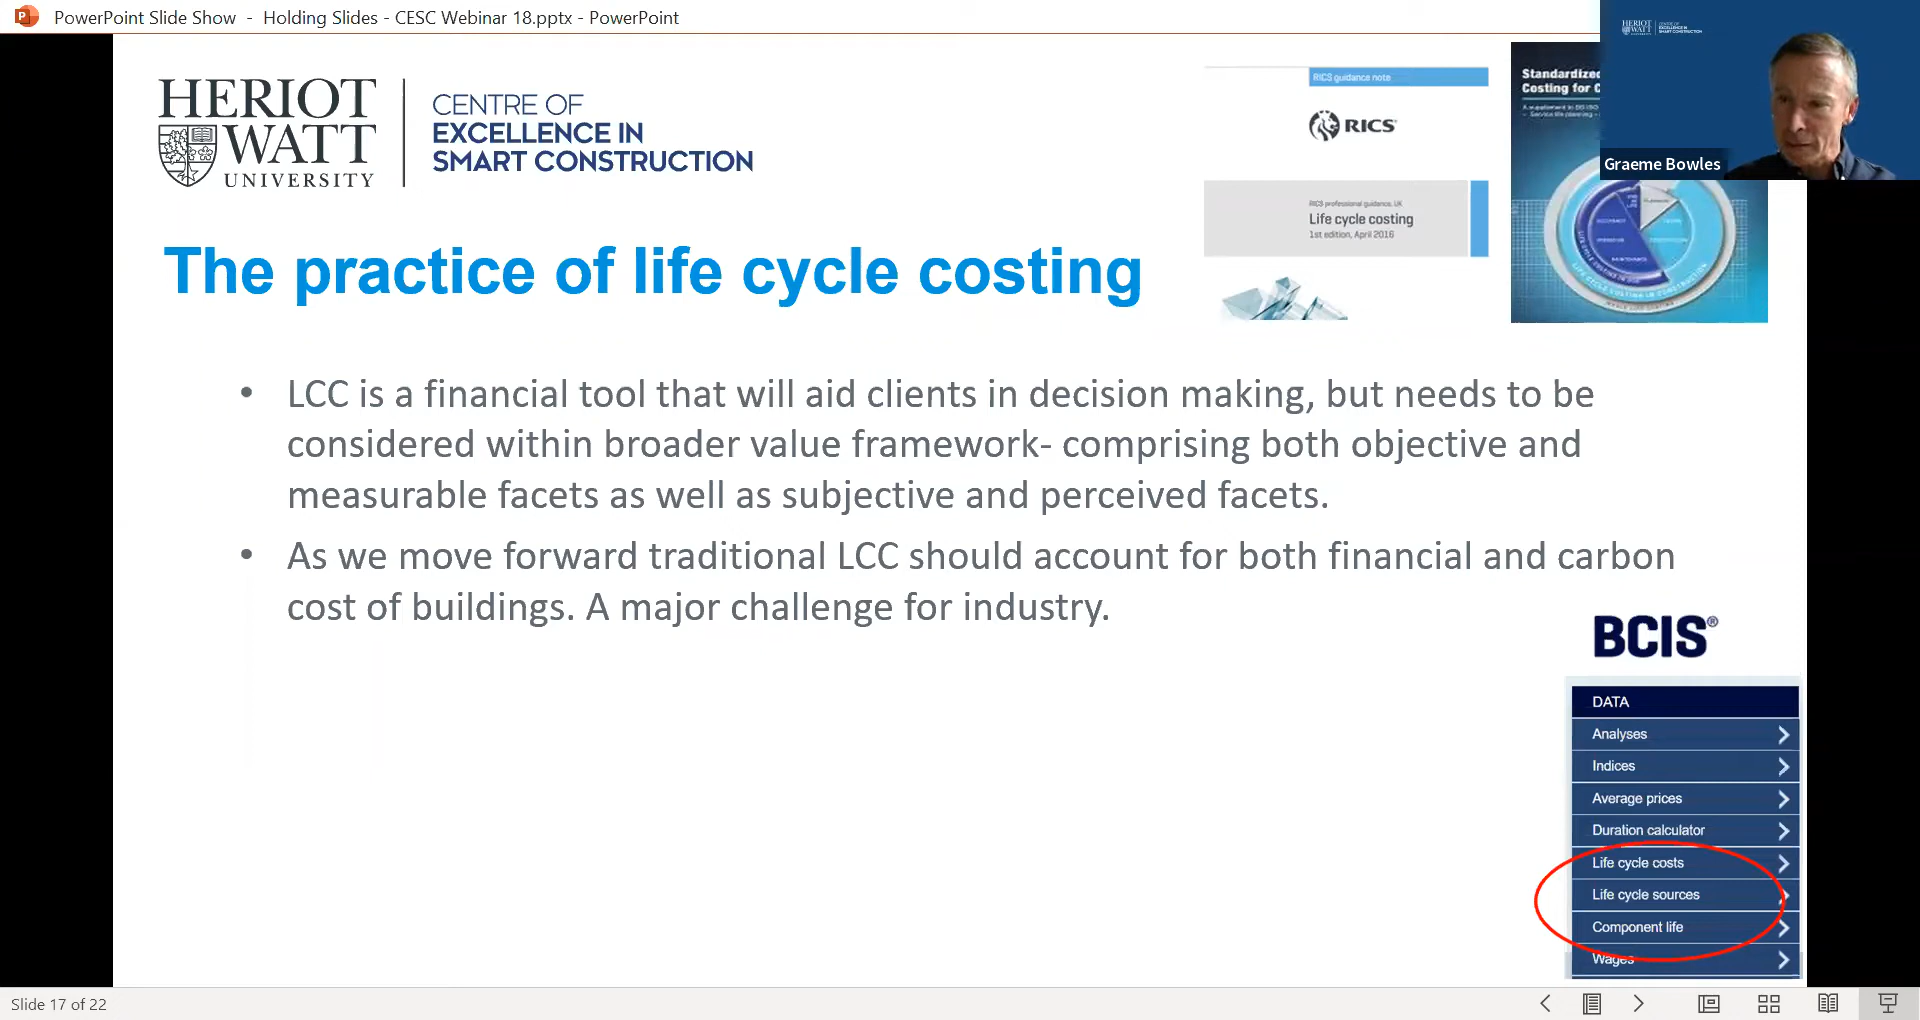 PowerPoint Slide Show - Holding Slides - CESC Webinar 18.pptx - PowerPoint
HERIOT
WATT
UNIVERSITY
CENTRE OF
EXCELLENCE IN
SMART CONSTRUCTION
RICS guidance note
RICS
RICS professional guidance, UK
Life cycle costing
1st edition, April 2016
Standardized
Costing for C
HERIOT
WATT
Graeme Bowles
The practice of life cycle costing
• LCC is a financial tool that will aid clients in decision making, but needs to be
considered within broader value framework- comprising both objective and
measurable facets as well as subjective and perceived facets.
• As we move forward traditional LCC should account for both financial and carbon
cost of buildings. A major challenge for industry.
BCIS®
DATA
Analyses
Indices
Average prices
Duration calculator
Life cycle costs
Life cycle sources
Component life
Wages
Slide 17 of 22